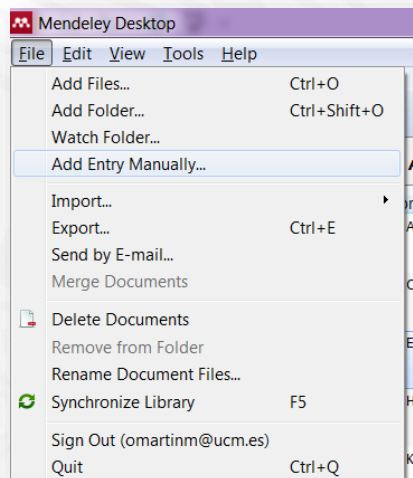 Mendeley Desktop
File Edit View Tools Help
Add Files... Ctrl+O
Add Folder... Ctrl+Shift+O
Watch Folder...
Add Entry Manually...
Import...
Export... Ctrl+E
Send by E-mail...
Merge Documents
Delete Documents
Remove from Folder
Rename Document Files...
Synchronize Library F5
Sign Out (omartinm@ucm.es)
Quit Ctrl+Q